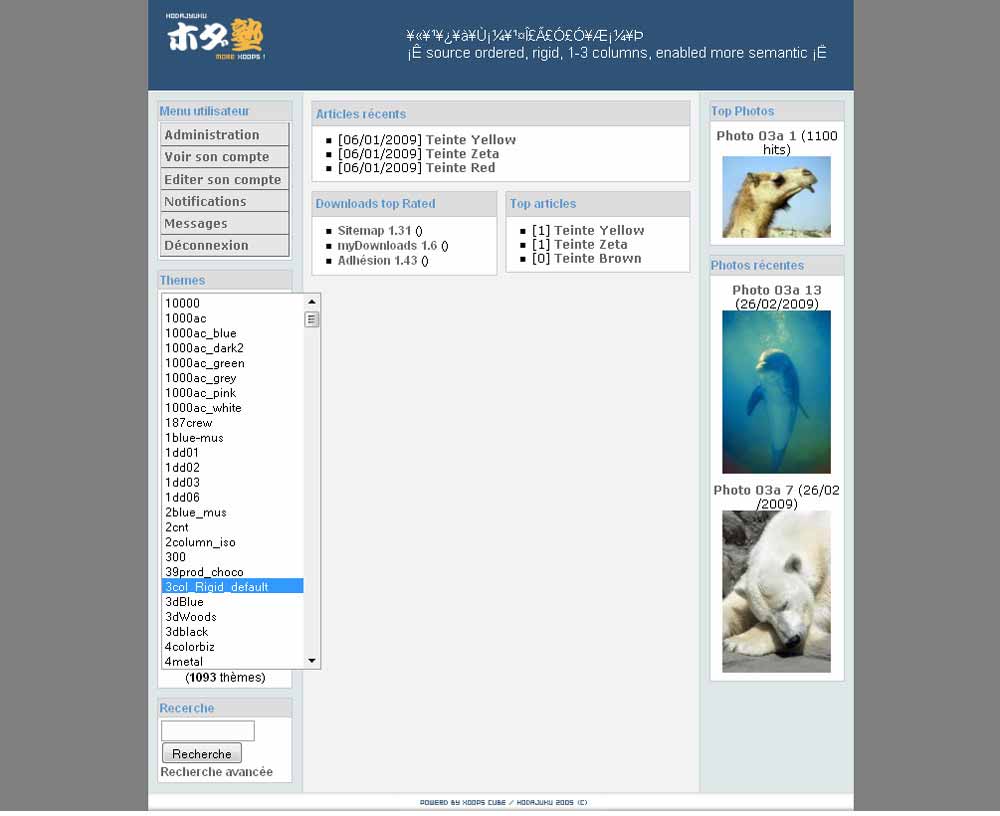 HODAJYUKU
ホダ塾
MORE XOOPS !
¥«¥¹¥¿¥à¥Ù¡¼¥¹¤Î£Ã£Ó£Ó¥Æ¡¼¥Þ
¡Ê source ordered, rigid, 1-3 columns, enabled more semantic ¡Ë
Menu utilisateur
Administration
Voir son compte
Editer son compte
Notifications
Messages
Déconnexion
Themes
10000
1000ac
1000ac_blue
1000ac_dark2
1000ac_green
1000ac_grey
1000ac_pink
1000ac_white
187crew
1blue-mus
1dd01
1dd02
1dd03
1dd06
2blue_mus
2cnt
2column_iso
300
39prod_choco
3col_Rigid_default
3dBlue
3dWoods
3dblack
4colorbiz
4metal
(1093 thèmes)
Recerche
Recherche
Recherche avancée
Articles récents
[06/01/2009] Teinte Yellow
[06/01/2009] Teinte Zeta
[06/01/2009] Teinte Red
Downloads top Rated
Sitemap 1.31 ()
myDownloads 1.6 ()
Adhésion 1.43 ()
Top articles
[1] Teinte Yellow
[1] Teinte Zeta
[0] Teinte Brown
Top Photos
Photo 03a 1 (1100
hits)
Photos récentes
Photo 03a 13
(26/02/2009)
Photo 03a 7 (26/02
/2009)
POWERED BY XOOPS CUBE / HODAJUKU 2005 (C)